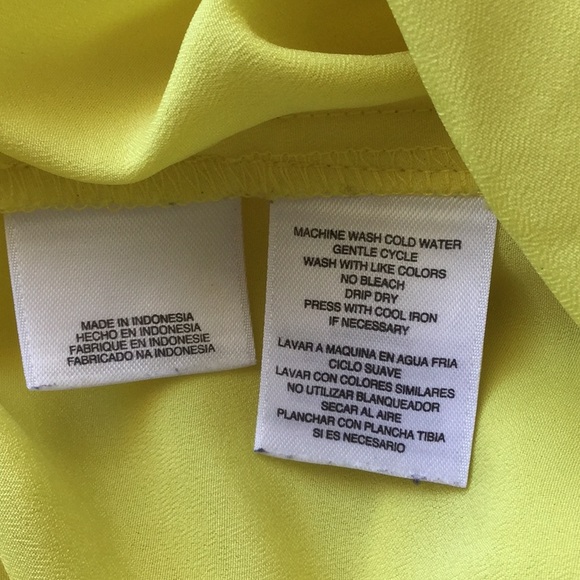 MADE IN INDONESIA
HECHO EN INDONESIA
FABRIQUE EN INDONESIE
FABRICADO NA INDONESIA
MACHINE WASH COLD WATER
GENTLE CYCLE
WASH WITH LIKE COLORS
NO BLEACH
DRIP DRY
PRESS WITH COOL IRON
IF NECESSARY
LAVAR A MAQUINA EN AGUA FRIA
CICLO SUAVE
LAVAR CON COLORES SIMILARES
NO UTILIZAR BLANQUEADOR
SECAR AL AIRE
PLANCHAR CON PLANCHA TIBIA
SI ES NECESARIO